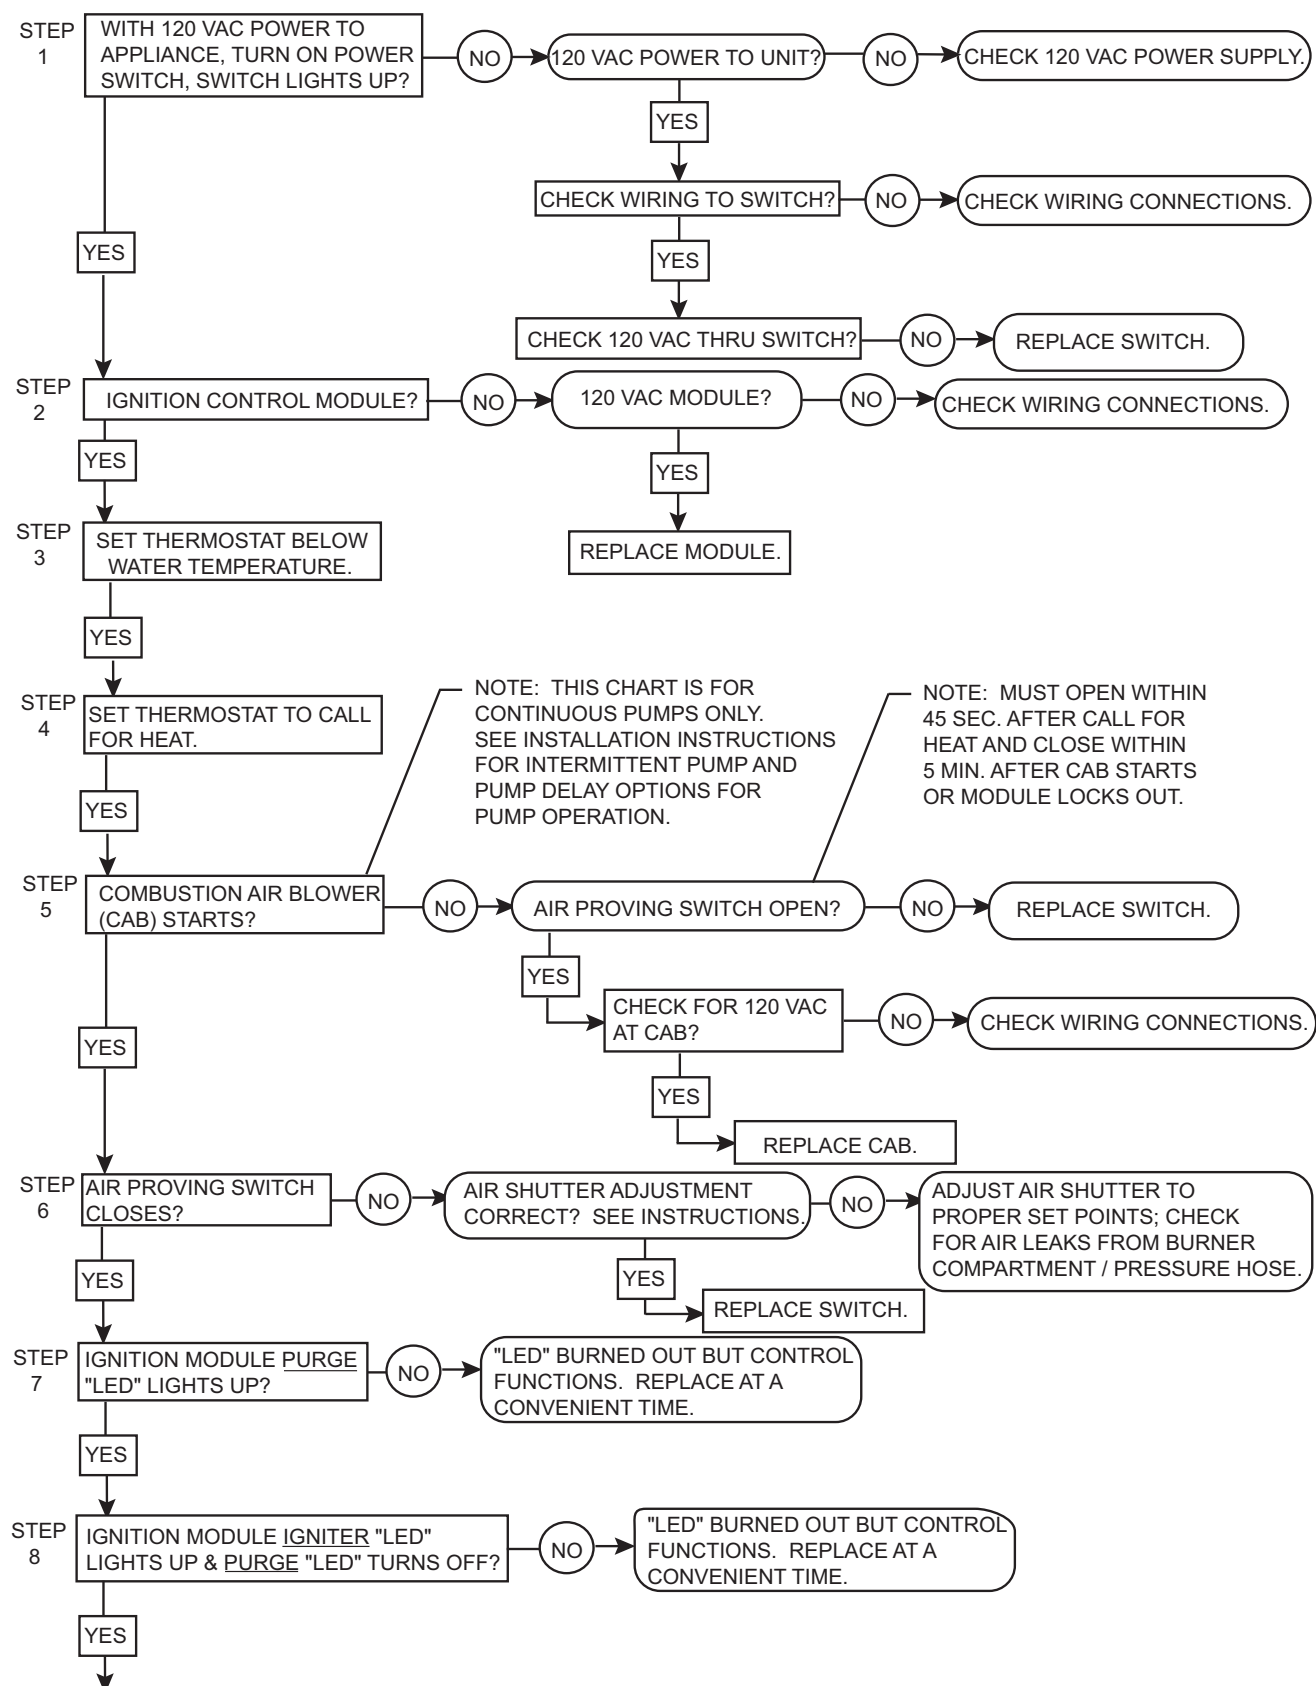 STEP
1
WITH 120 VAC POWER TO
APPLIANCE, TURN ON POWER
SWITCH, SWITCH LIGHTS UP?
NO
120 VAC POWER TO UNIT?
NO
CHECK 120 VAC POWER SUPPLY.
YES
CHECK WIRING TO SWITCH?
NO
CHECK WIRING CONNECTIONS.
YES
YES
CHECK 120 VAC THRU SWITCH?
NO
REPLACE SWITCH.
STEP
2
IGNITION CONTROL MODULE?
NO
120 VAC MODULE?
NO
CHECK WIRING CONNECTIONS.
YES
YES
REPLACE MODULE.
STEP
3
SET THERMOSTAT BELOW
WATER TEMPERATURE.
YES
STEP
4
SET THERMOSTAT TO CALL
FOR HEAT.
NOTE: THIS CHART IS FOR
CONTINUOUS PUMPS ONLY.
SEE INSTALLATION INSTRUCTIONS
FOR INTERMITTENT PUMP AND
PUMP DELAY OPTIONS FOR
PUMP OPERATION.
NOTE: MUST OPEN WITHIN
45 SEC. AFTER CALL FOR
HEAT AND CLOSE WITHIN
5 MIN. AFTER CAB STARTS
OR MODULE LOCKS OUT.
YES
STEP
5
COMBUSTION AIR BLOWER
(CAB) STARTS?
NO
AIR PROVING SWITCH OPEN?
NO
REPLACE SWITCH.
YES
CHECK FOR 120 VAC
AT CAB?
NO
CHECK WIRING CONNECTIONS.
YES
YES
REPLACE CAB.
STEP
6
AIR PROVING SWITCH
CLOSES?
NO
AIR SHUTTER ADJUSTMENT
CORRECT? SEE INSTRUCTIONS.
NO
ADJUST AIR SHUTTER TO
PROPER SET POINTS; CHECK
FOR AIR LEAKS FROM BURNER
COMPARTMENT / PRESSURE HOSE.
YES
YES
REPLACE SWITCH.
STEP
7
IGNITION MODULE PURGE
"LED" LIGHTS UP?
NO
"LED" BURNED OUT BUT CONTROL
FUNCTIONS. REPLACE AT A
CONVENIENT TIME.
YES
STEP
8
IGNITION MODULE IGNITER "LED"
LIGHTS UP & PURGE "LED" TURNS OFF?
NO
"LED" BURNED OUT BUT CONTROL
FUNCTIONS. REPLACE AT A
CONVENIENT TIME.
YES